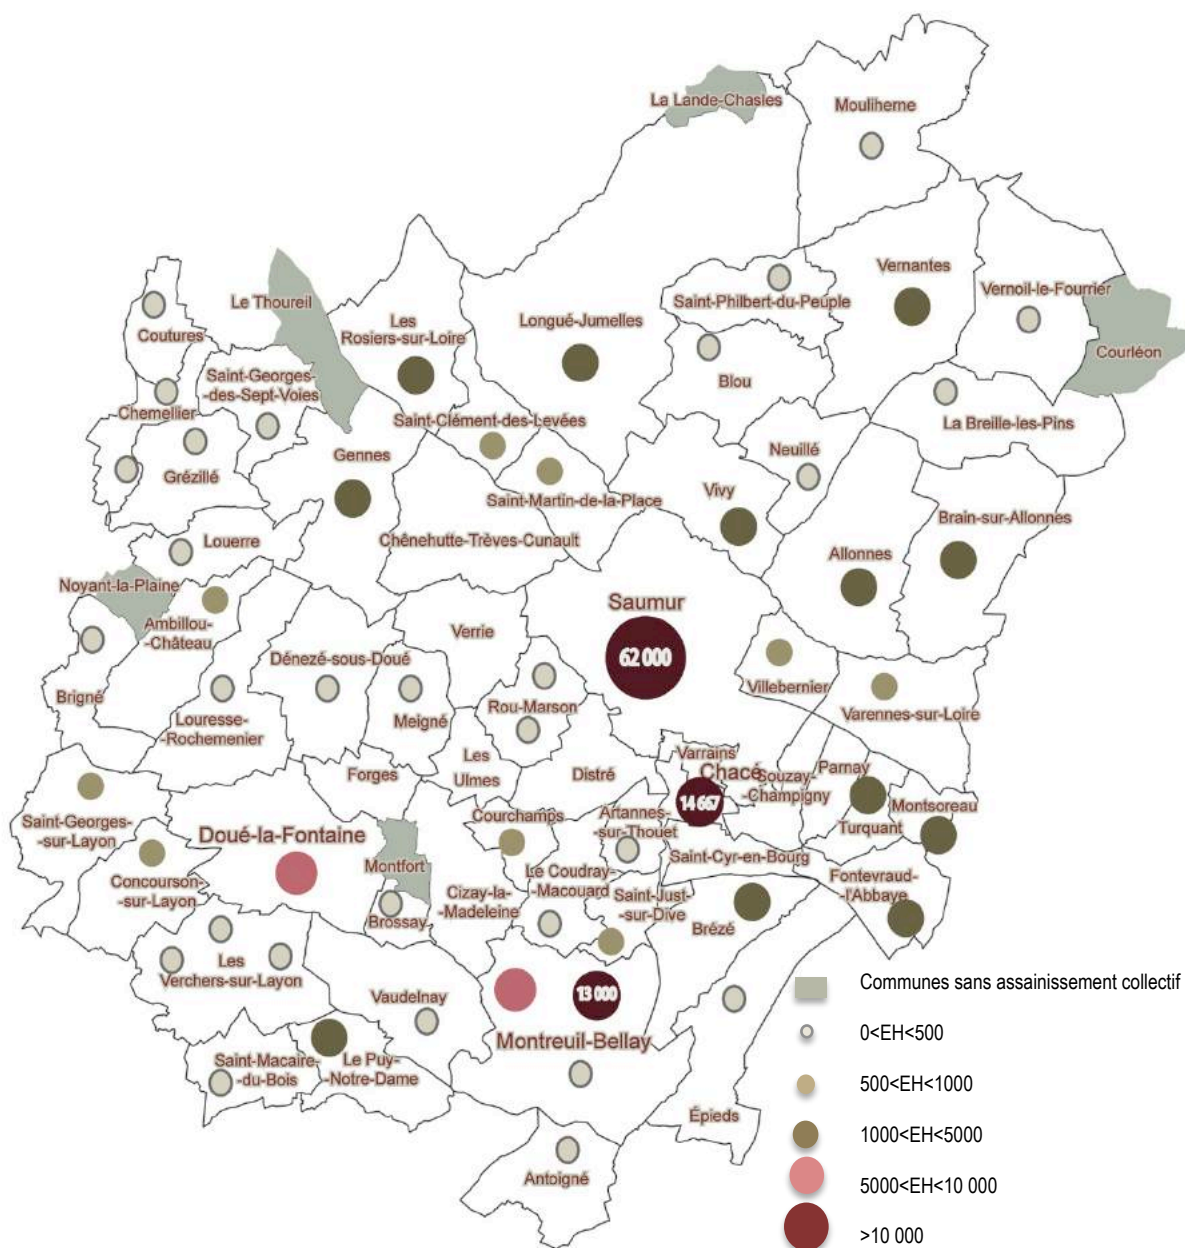 La Lande-Chasles
Mouliherne
Le Thoureil
Coutures
Les
Rosiers-sur-Loire
Longué-Jumelles
Saint-Philbert-du-Peuple
Vernantes
Vernoil-le-Fourrier
Courléon
Saint-Georges-
-des-Sept-Voies
Blou
Chemellier
Saint-Clément-des-Levées
La Breille-les-Pins
Grézillé
Gennes
Neuillé
Saint-Martin-de-la-Place
Vivy
Brain-sur-Allonnes
Louerre
Chênehutte-Trèves-Cunault
Allonnes
Noyant-la-Plaine
Ambillou-
-Château
Saumur
62 000
Verrie
Dénezé-sous-Doué
Villebernier
Brigné
Louresse-
-Rochemenier
Meigné
Rou-Marson
Varennes-sur-Loire
Les
Ulmes
Forges
Distré
Varrains
Chacé
14 667
Souzay-
-Champigny
Parnay
Turquant
Montsoreau
Saint-Georges-
-sur-Layon
Doué-la-Fontaine
Courchamps
Artannes-
-sur-Thouet
Montfort
Saint-Cyr-en-Bourg
Concourson-
-sur-Layon
Le Coudray-
-Macouard
Fontevraud-
-l'Abbaye
Cizay-la-
-Madeleine
Saint-Just-
-sur-Dive
Brossay
Brézé
Les
Verchers-sur-Layon
Vaudelnay
13 000
Montreuil-Bellay
Saint-Macaire-
-du-Bois
Le Puy-
-Notre-Dame
Épieds
Antoigné
Communes sans assainissement collectif
0<EH<500
500<EH<1000
1000<EH<5000
5000<EH<10 000
>10 000